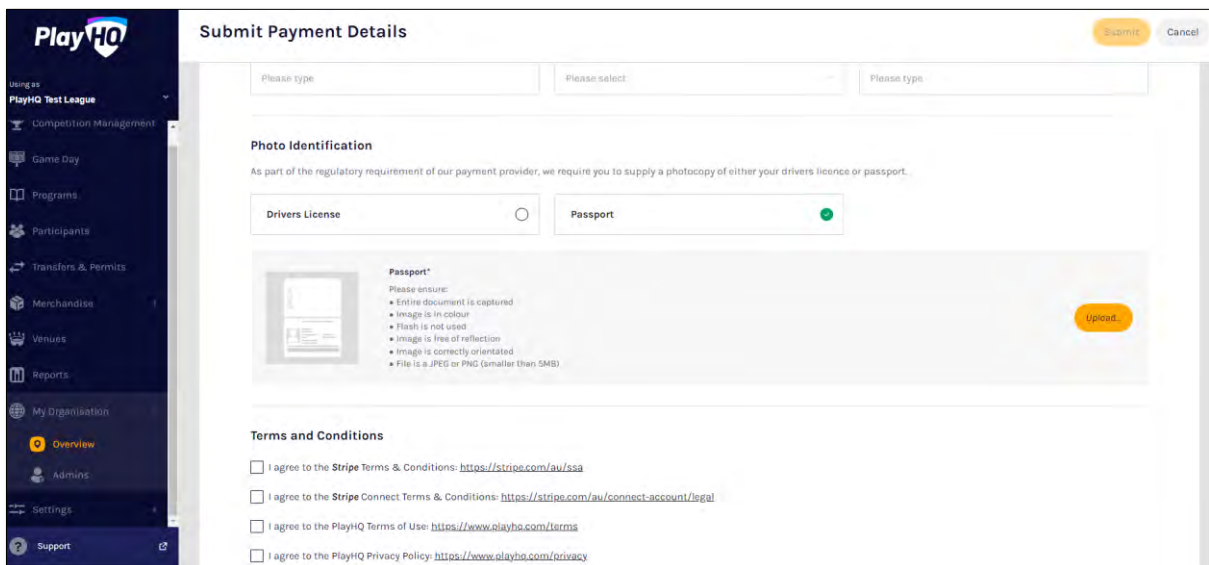 PlayHQ
Submit Payment Details
Submit
Cancel
Using as
PlayHQ Test League
Competition Management
Game Day
Programs
Participants
Transfers & Permits
Merchandise
Venues
Reports
My Organisation
Overview
Admins
Settings
Support
Please type
Please select
Please type
Photo Identification
As part of the regulatory requirement of our payment provider, we require you to supply a photocopy of either your drivers licence or passport.
Drivers License
Passport
Passport*
Please ensure:
• Entire document is captured
• Image is in colour
• Flash is not used
• Image is free of reflection
• Image is correctly orientated
• File is a JPEG or PNG (smaller than 5MB)
Upload..
Terms and Conditions
I agree to the Stripe Terms & Conditions: https://stripe.com/au/ssa
I agree to the Stripe Connect Terms & Conditions: https://stripe.com/au/connect-account/legal
I agree to the PlayHQ Terms of Use: https://www.playhq.com/terms
I agree to the PlayHQ Privacy Policy: https://www.playhq.com/privacy